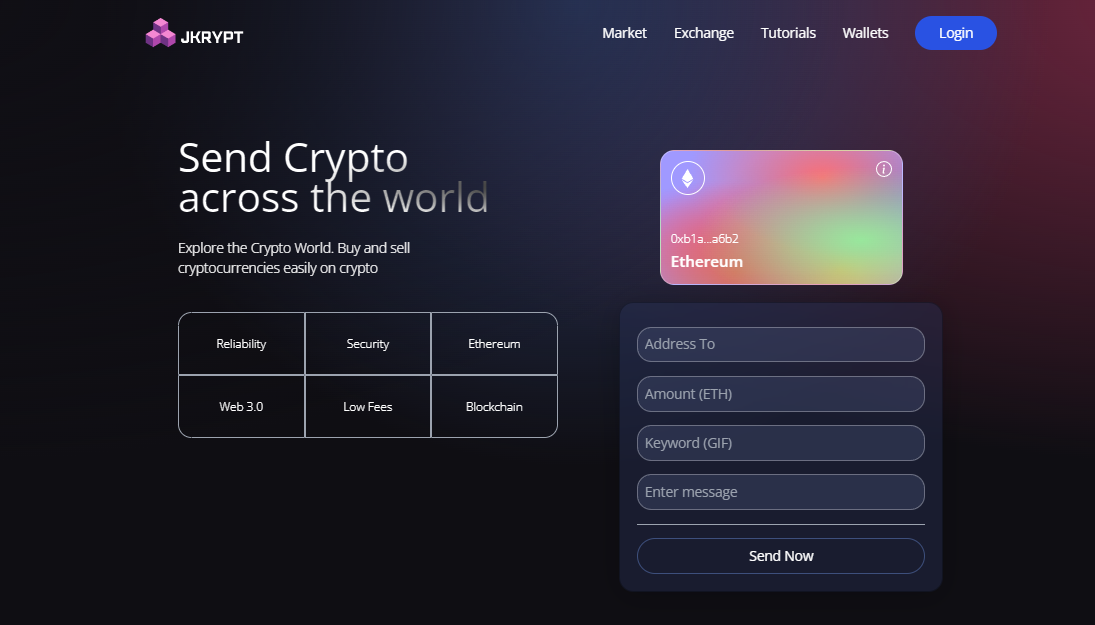 JKRYPT
Market Exchange Tutorials Wallets Login
Send Crypto
across the world
Explore the Crypto World. Buy and sell
cryptocurrencies easily on crypto
Reliability Security Ethereum
Web 3.0 Low Fees Blockchain
i
0xb1a...a6b2
Ethereum
Address To
Amount (ETH)
Keyword (GIF)
Enter message
Send Now